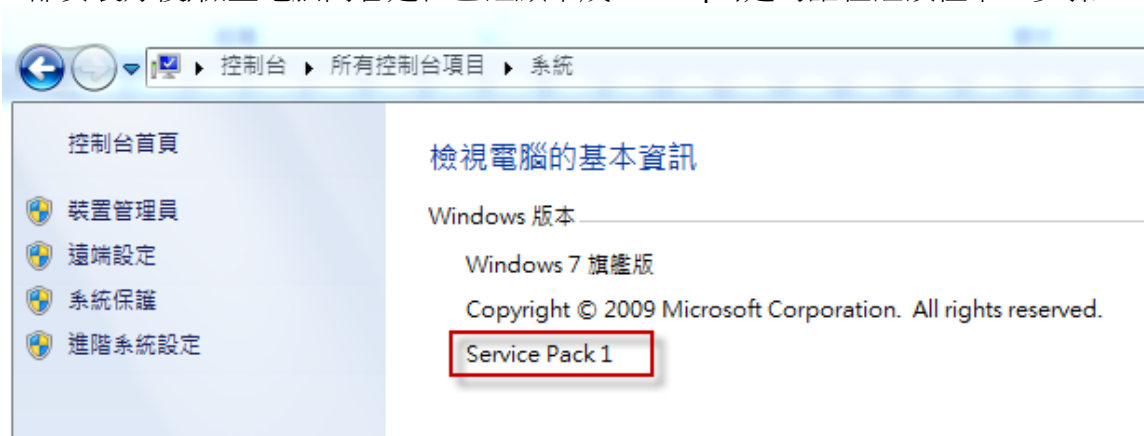 控制台 ▸ 所有控制台項目 ▸ 系統
控制台首頁
裝置管理員
遠端設定
系統保護
進階系統設定
檢視電腦的基本資訊
Windows 版本
Windows 7 旗艦版
Copyright © 2009 Microsoft Corporation. All rights reserved.
Service Pack 1